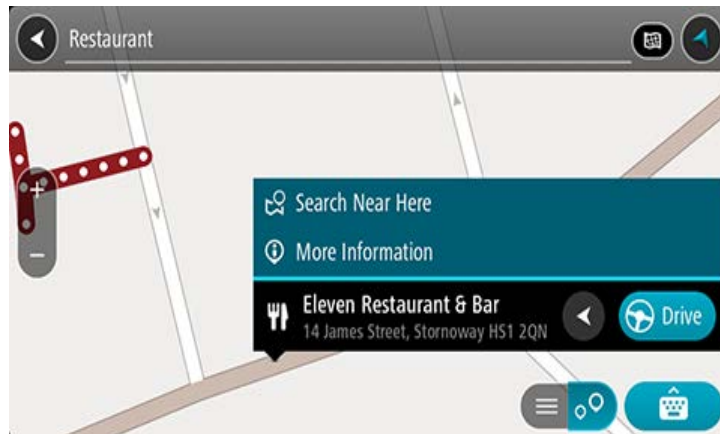 Restaurant
Search Near Here
More Information
Eleven Restaurant & Bar
14 James Street, Stornoway HS1 2QN
Drive